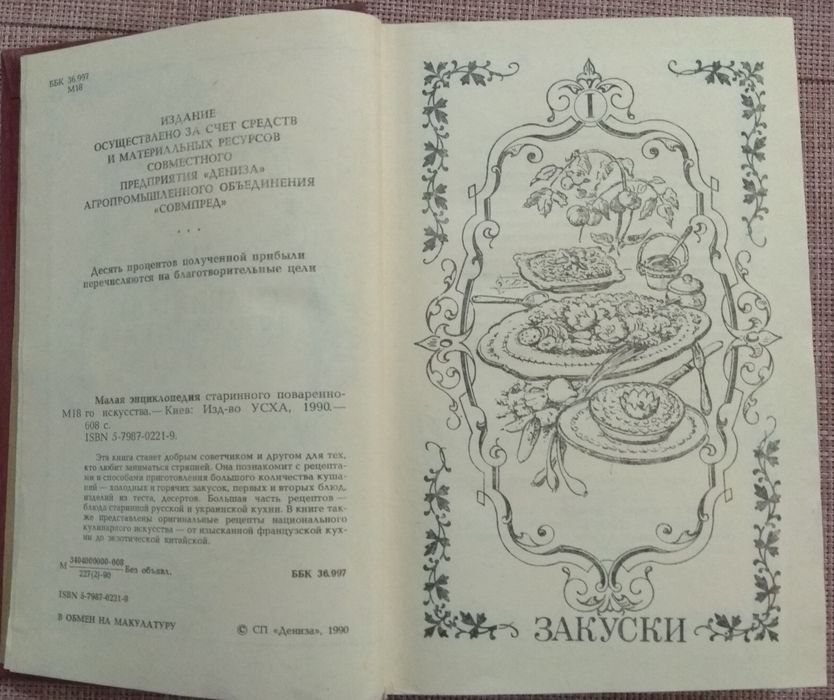 ББК 36.997
М18
ИЗДАНИЕ
ОСУЩЕСТВЛЕНО ЗА СЧЕТ СРЕДСТВ
И МАТЕРИАЛЬНЫХ РЕСУРСОВ
СОВМЕСТНОГО
ПРЕДПРИЯТИЯ «ДЕНИЗА»
АГРОПРОМЫШЛЕННОГО ОБЪЕДИНЕНИЯ
«СОВМПРЕД»
• • •
Десять процентов полученной прибыли
перечисляются на благотворительные цели
Малая энциклопедия старинного поваренно-
М18 го искусства.— Киев: Изд-во УСХА, 1990.—
608 с.
ISBN 5-7987-0221-9.
Эта книга станет добрым советчиком и другом для тех,
кто любит заниматься стряпней. Она познакомит с рецепта-
ми и способами приготовления большого количества куша-
ний — холодных и горячих закусок, первых и вторых блюд,
изделий из теста, десертов. Большая часть рецептов —
блюда старинной русской и украинской кухни. В книге так-
же представлены оригинальные рецепты национального
кулинарного искусства — от изысканной французской кух-
ни до экзотической китайской.
М 3404000000-008
227(2)-90 Без объявл.
ББК 36.997
ISBN 5-7987-0221-9
В ОБМЕН НА МАКУЛАТУРУ
© СП «Дениза», 1990
I
ЗАКУСКИ